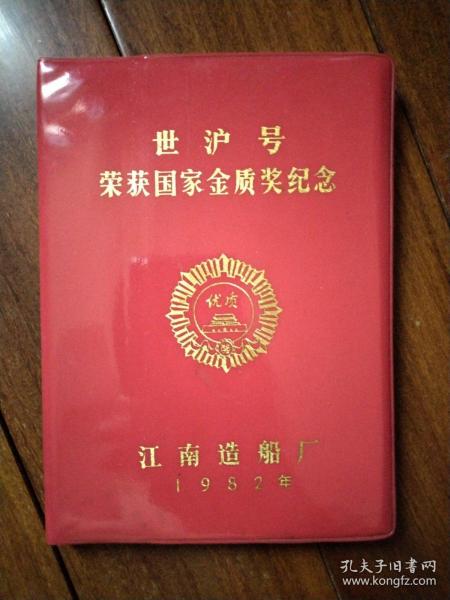 世沪号
荣获国家金质奖纪念
优质
奖
江南造船厂
1982年
孔夫子旧书网
www.kongfz.com